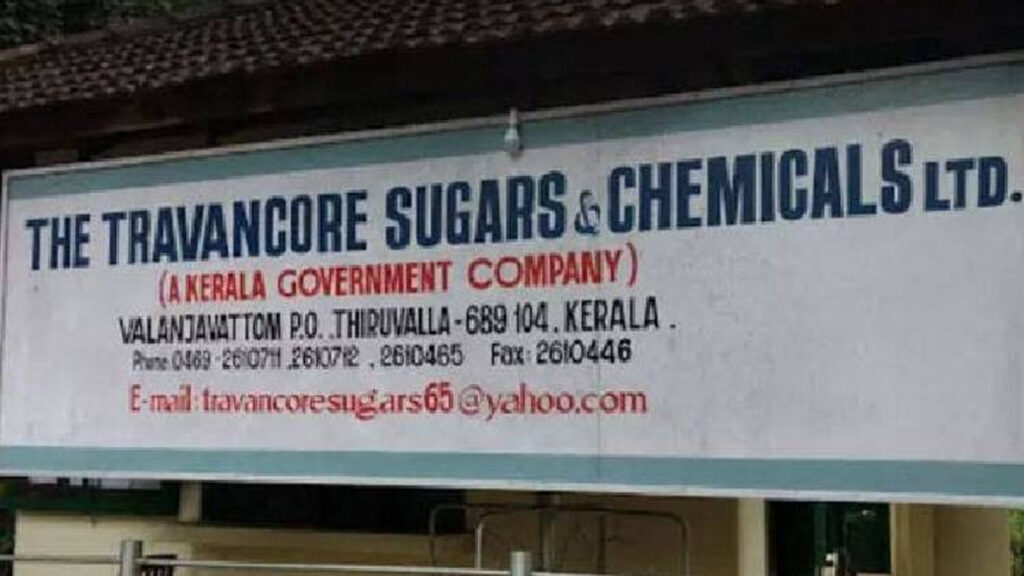 THE TRAVANCORE SUGARS & CHEMICALS LTD.
(A KERALA GOVERNMENT COMPANY)
VALANJAVATTOM P.O. THIRUVALLA-689 104. KERALA.
Phone 0469-2610711, 2610712, 2610465 Fax: 2610446
E-mail: travancoresugars65@yahoo.com